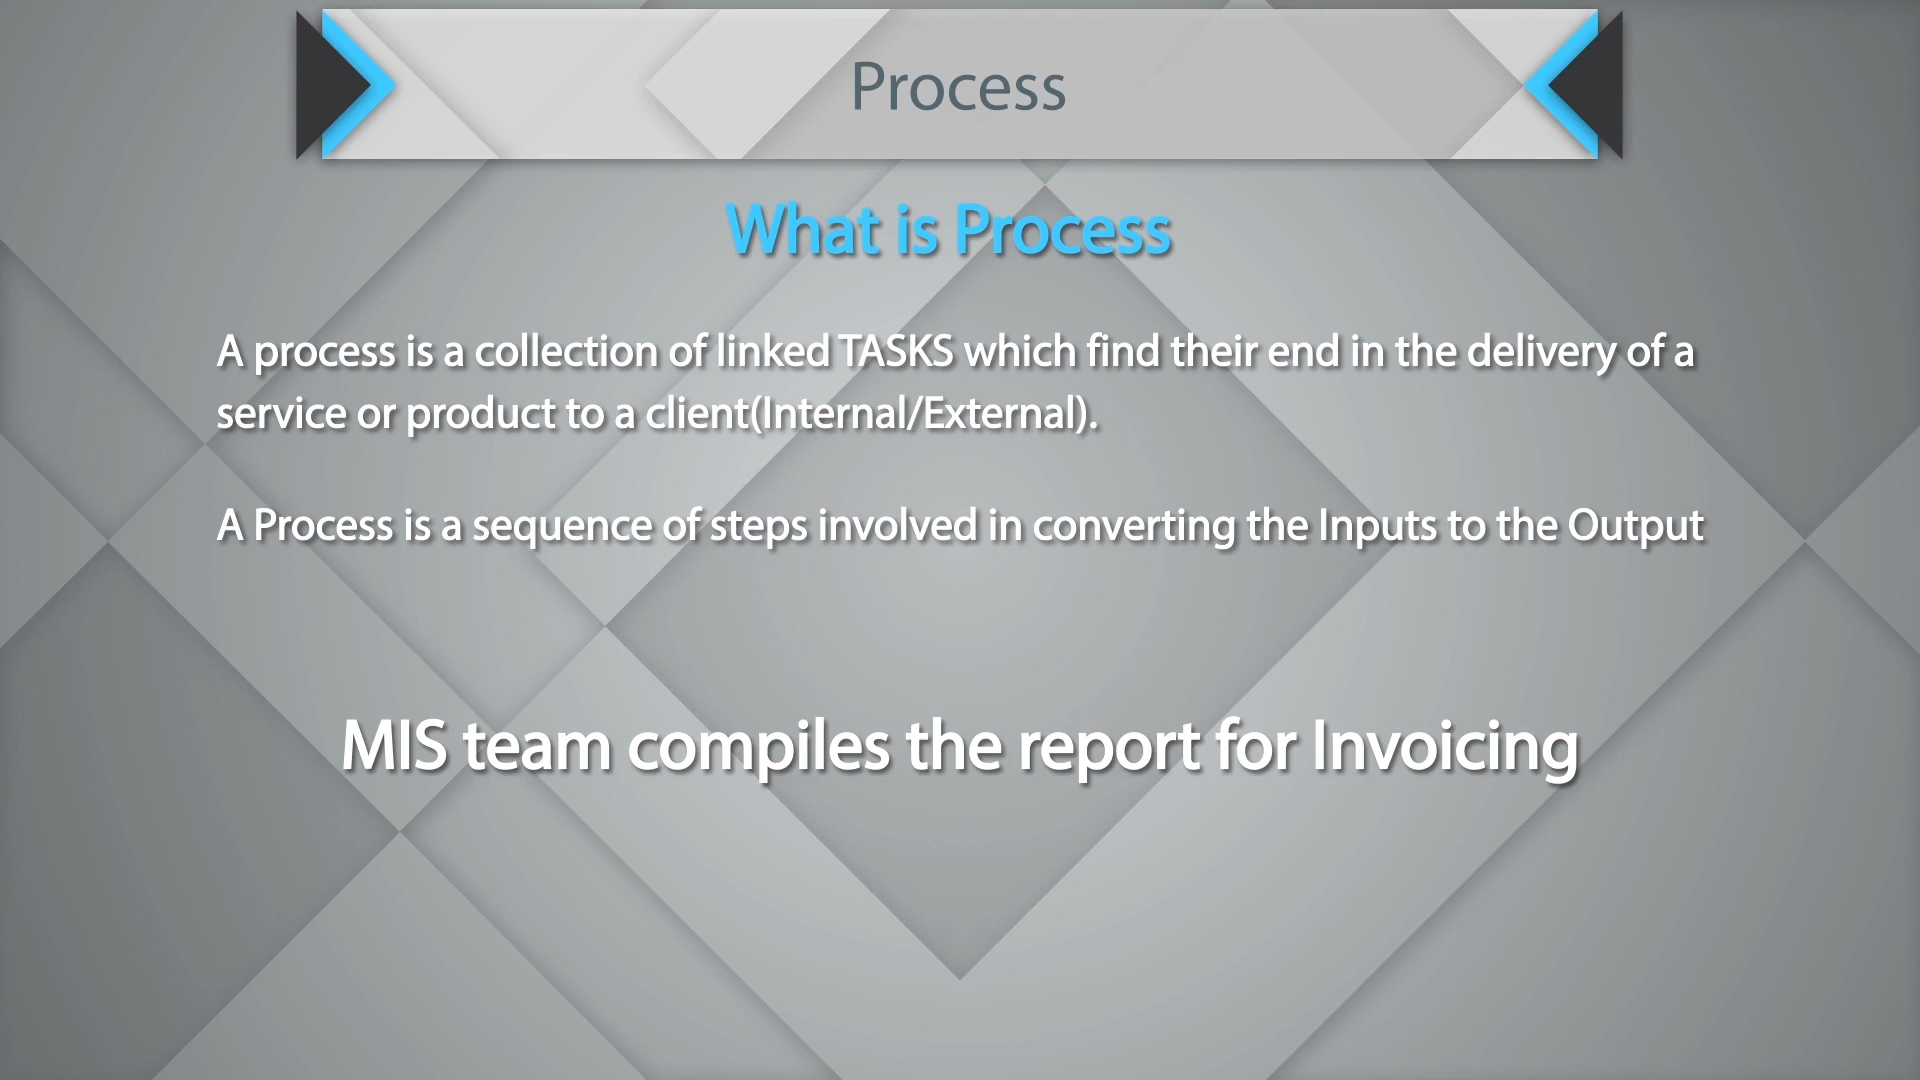 Process
What is Process
A process is a collection of linked TASKS which find their end in the delivery of a
service or product to a client(Internal/External).
A Process is a sequence of steps involved in converting the Inputs to the Output
MIS team compiles the report for Invoicing